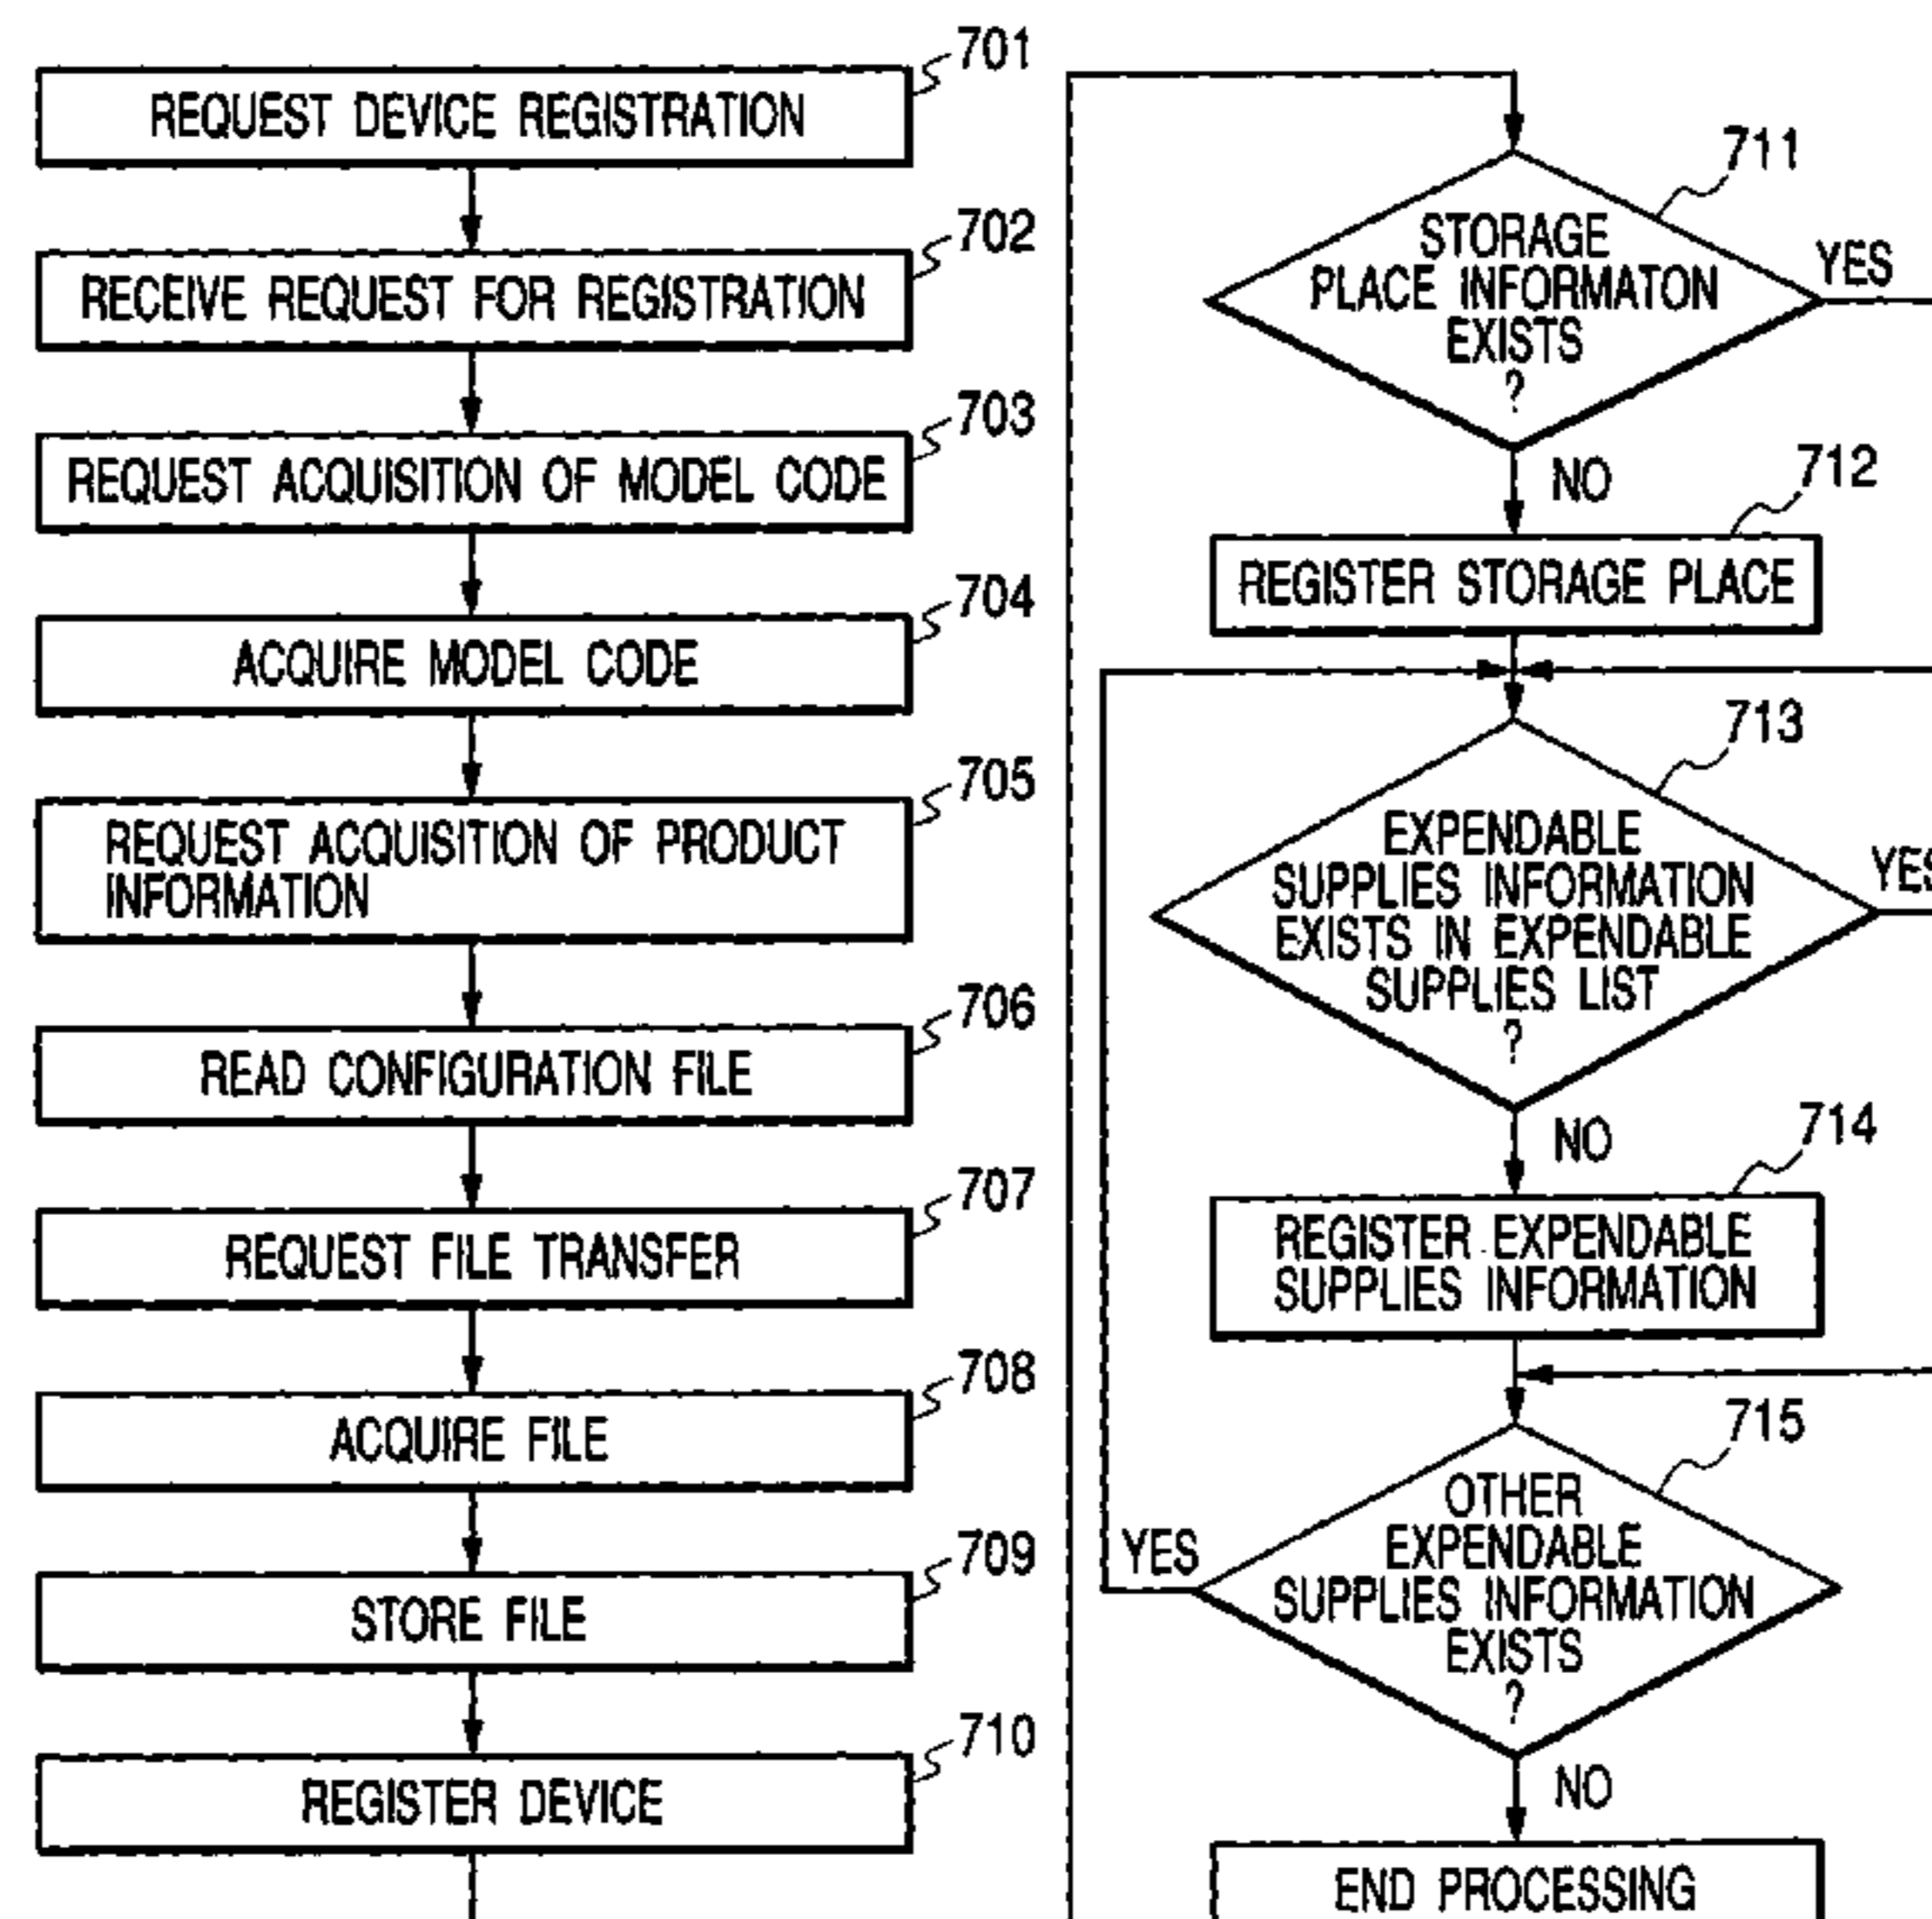 701
REQUEST DEVICE REGISTRATION
702
RECEIVE REQUEST FOR REGISTRATION
703
REQUEST ACQUISITION OF MODEL CODE
704
ACQUIRE MODEL CODE
705
REQUEST ACQUISITION OF PRODUCT
INFORMATION
706
READ CONFIGURATION FILE
707
REQUEST FILE TRANSFER
708
ACQUIRE FILE
709
STORE FILE
710
REGISTER DEVICE
711
STORAGE
PLACE INFORMATON
EXISTS
?
YES
NO
712
REGISTER STORAGE PLACE
713
EXPENDABLE
SUPPLIES INFORMATION
EXISTS IN EXPENDABLE
SUPPLIES LIST
?
YES
NO
714
REGISTER EXPENDABLE
SUPPLIES INFORMATION
715
OTHER
EXPENDABLE
SUPPLIES INFORMATION
EXISTS
?
YES
NO
END PROCESSING